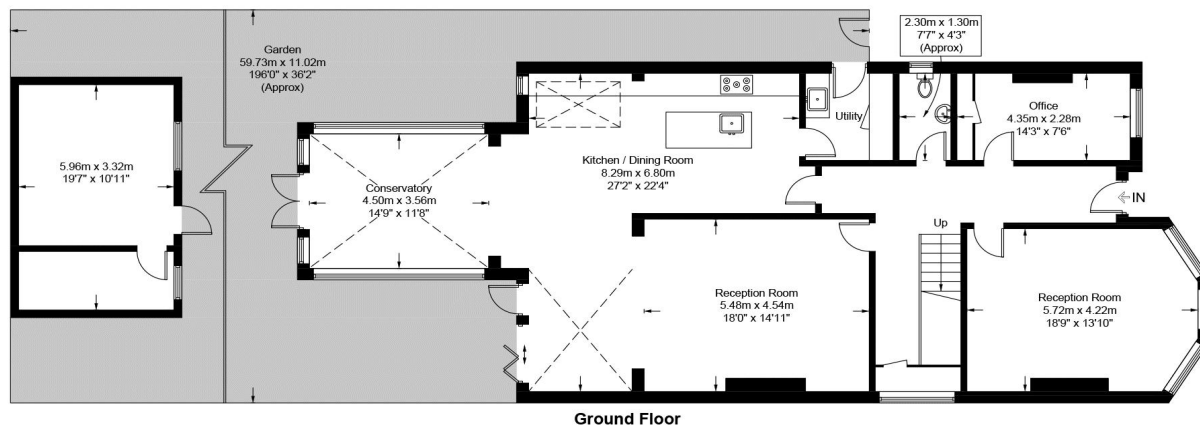 2.30m x 1.30m
7'7" x 4'3"
(Approx)
Garden
59.73m x 11.02m
196'0" x 36'2"
(Approx)
Utility
Office
4.35m x 2.28m
14'3" x 7'6"
5.96m x 3.32m
19'7" x 10'11"
Kitchen / Dining Room
8.29m x 6.80m
27'2" x 22'4"
Conservatory
4.50m x 3.56m
14'9" x 11'8"
IN
Up
Reception Room
5.48m x 4.54m
18'0" x 14'11"
Reception Room
5.72m x 4.22m
18'9" x 13'10"
Ground Floor